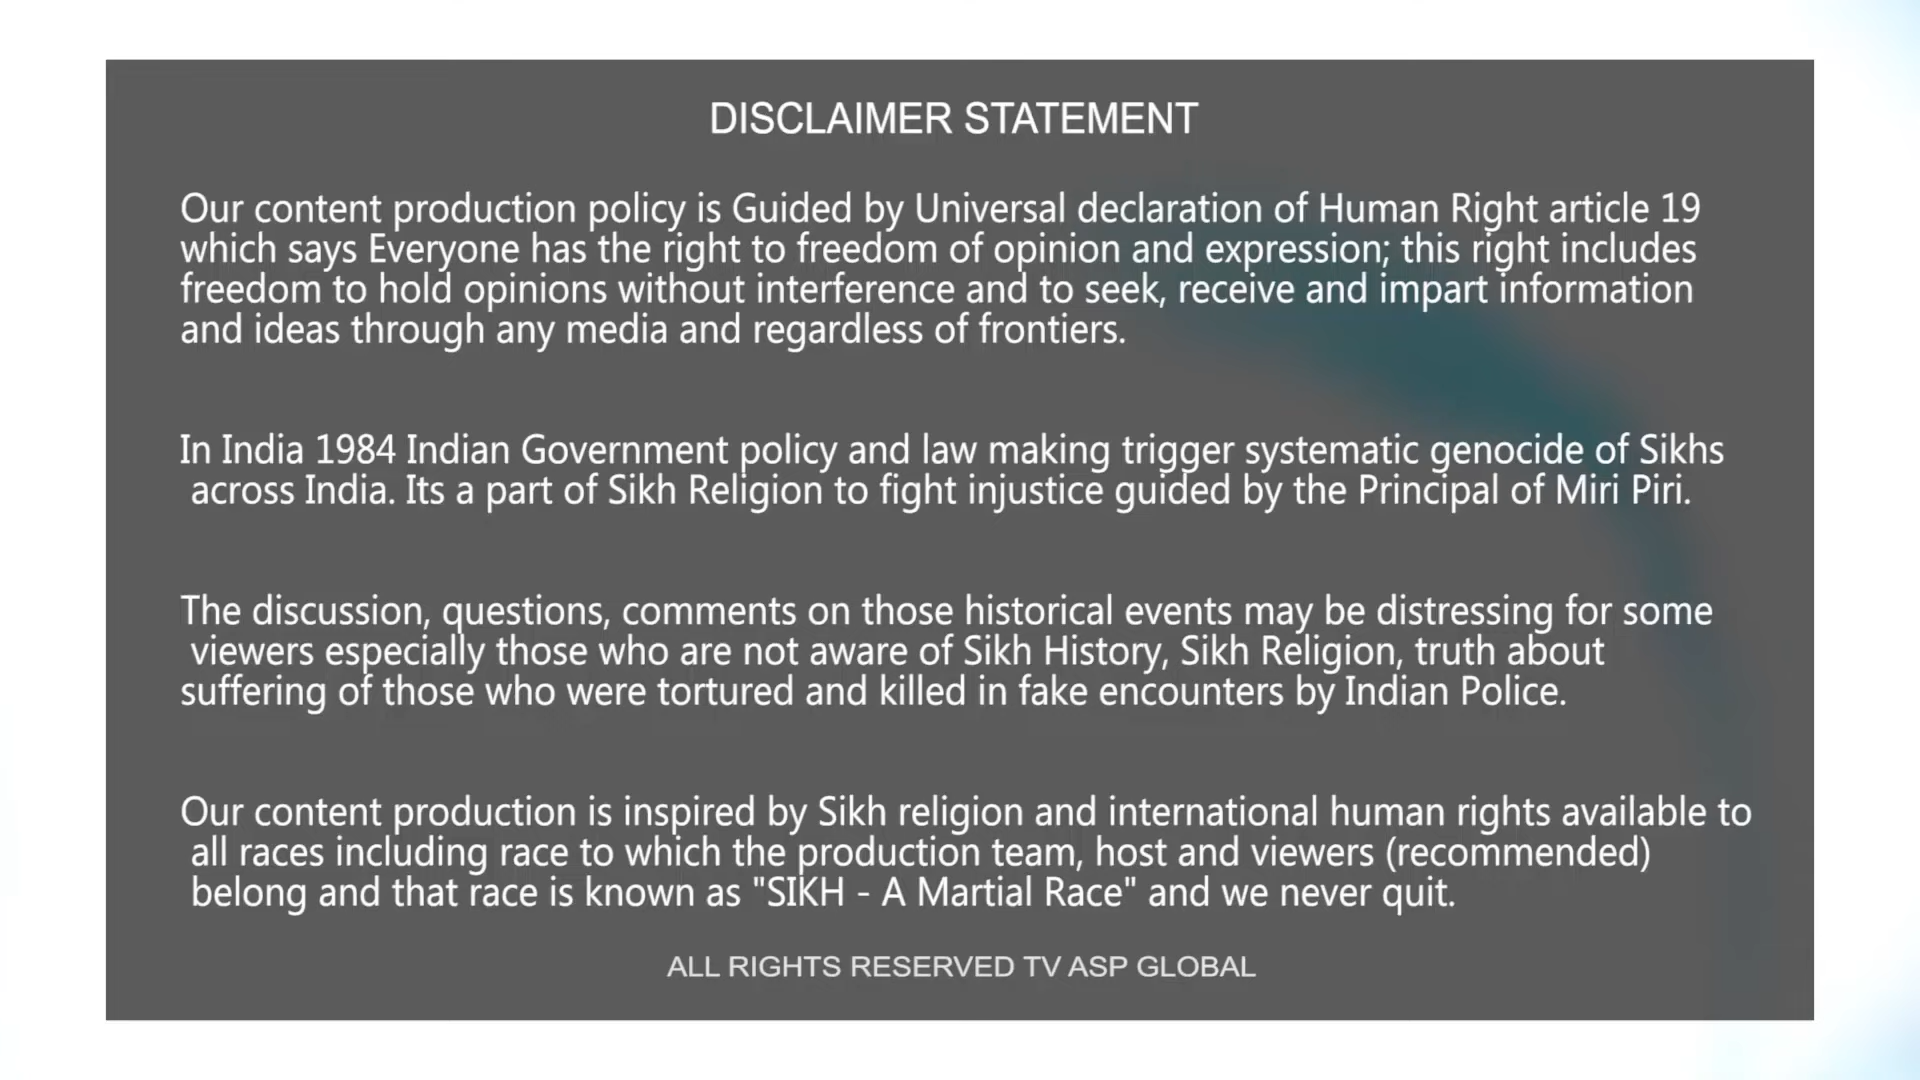 DISCLAIMER STATEMENT
Our content production policy is Guided by Universal declaration of Human Right article 19
which says Everyone has the right to freedom of opinion and expression; this right includes
freedom to hold opinions without interference and to seek, receive and impart information
and ideas through any media and regardless of frontiers.
In India 1984 Indian Government policy and law making trigger systematic genocide of Sikhs
across India. Its a part of Sikh Religion to fight injustice guided by the Principal of Miri Piri.
The discussion, questions, comments on those historical events may be distressing for some
viewers especially those who are not aware of Sikh History, Sikh Religion, truth about
suffering of those who were tortured and killed in fake encounters by Indian Police.
Our content production is inspired by Sikh religion and international human rights available to
all races including race to which the production team, host and viewers (recommended)
belong and that race is known as "SIKH - A Martial Race" and we never quit.
ALL RIGHTS RESERVED TV ASP GLOBAL